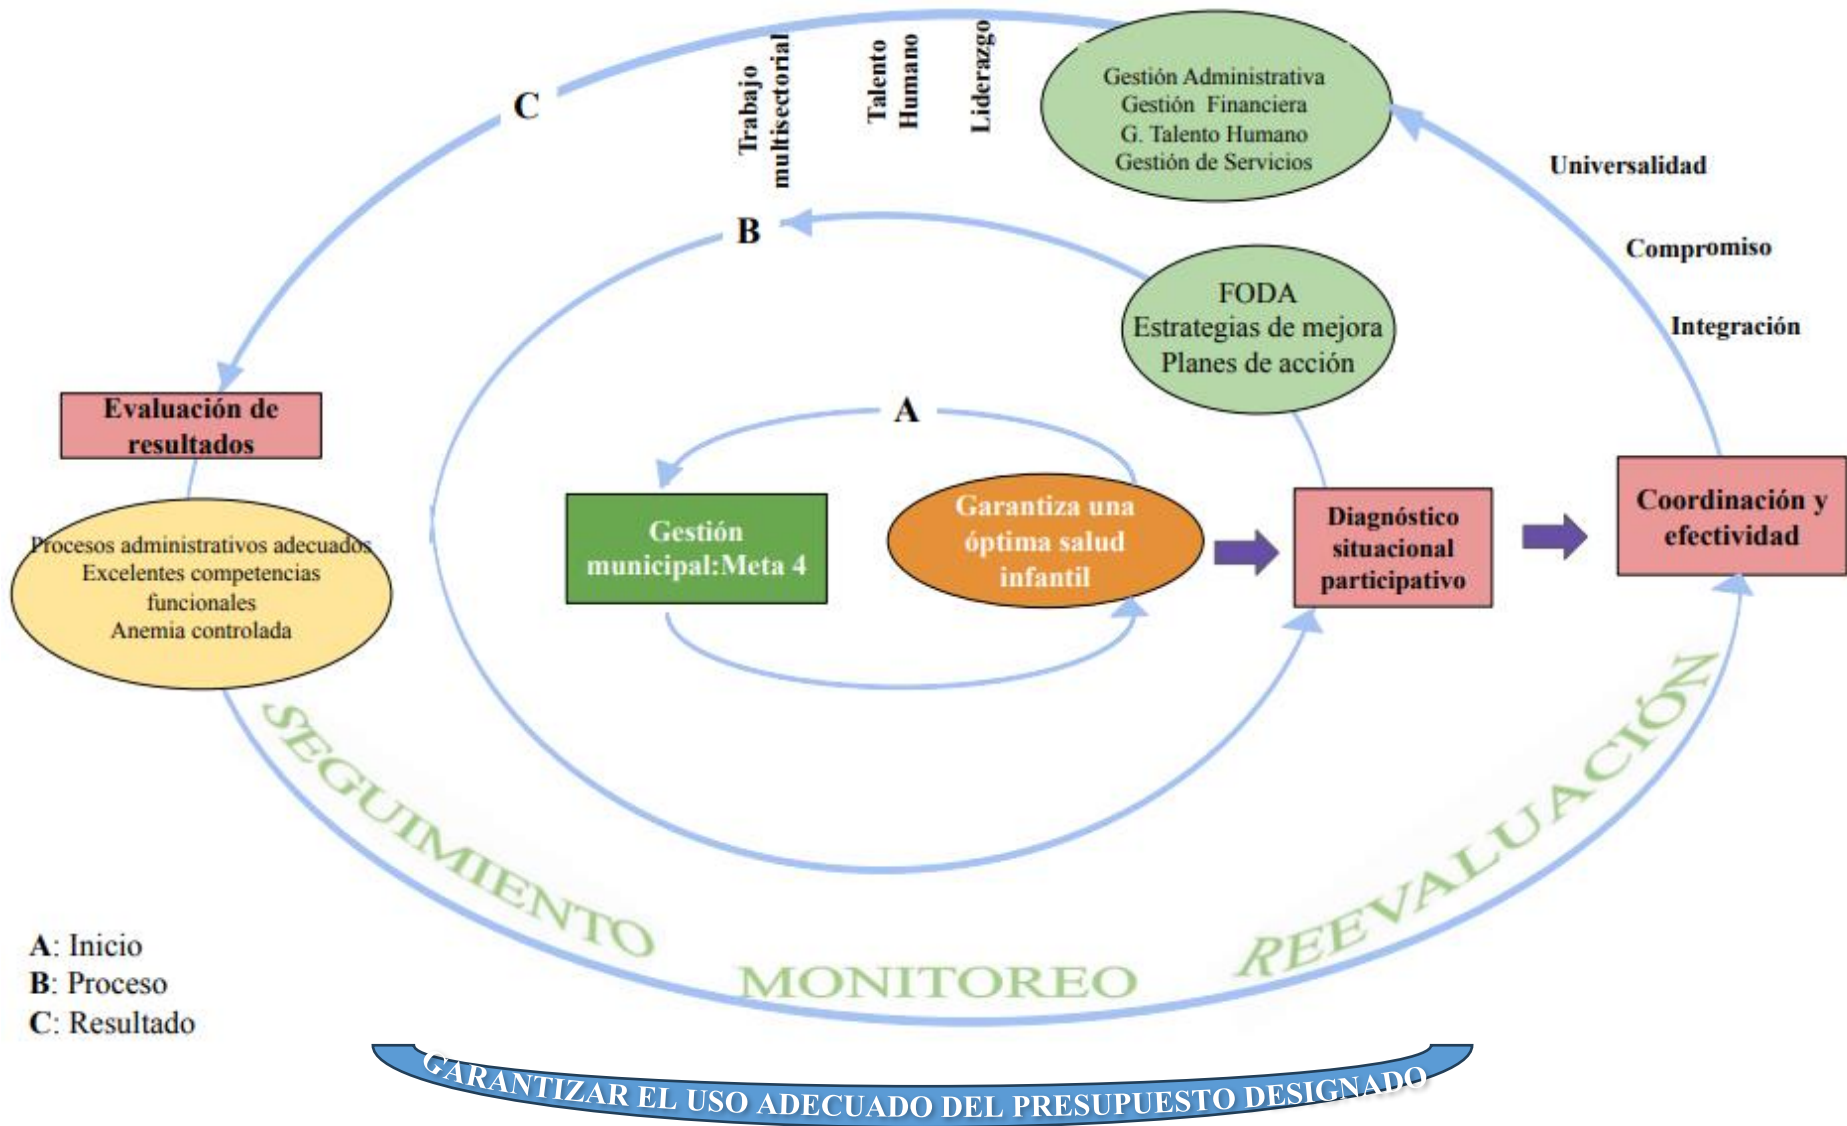 C
Trabajo
multisectorial
Talento
Humano
Liderazgo
Gestión Administrativa
Gestión Financiera
G. Talento Humano
Gestión de Servicios
Universalidad
Compromiso
Integración
B
FODA
Estrategias de mejora
Planes de acción
A
Evaluación de
resultados
Procesos administrativos adecuados
Excelentes competencias
funcionales
Anemia controlada
Gestión
municipal:Meta 4
Garantiza una
óptima salud
infantil
Diagnóstico
situacional
participativo
Coordinación y
efectividad
SEGUIMIENTO
MONITOREO
REEVALUACIÓN
A: Inicio
B: Proceso
C: Resultado
GARANTIZAR EL USO ADECUADO DEL PRESUPUESTO DESIGNADO